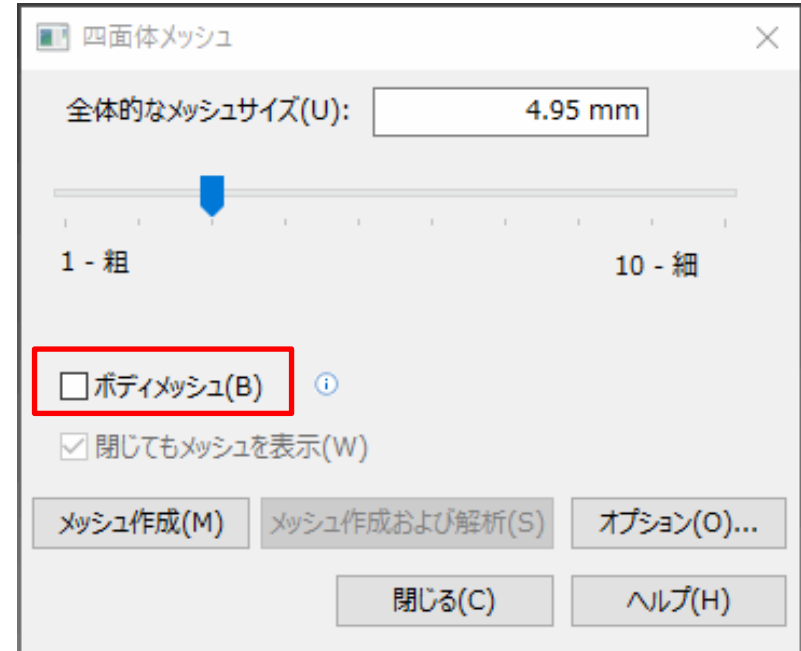 四面体メッシュ
全体的なメッシュサイズ(U): 4.95 mm
1 - 粗 10 - 細
ボディメッシュ(B)
閉じてもメッシュを表示(W)
メッシュ作成(M) メッシュ作成および解析(S) オプション(O)...
閉じる(C) ヘルプ(H)